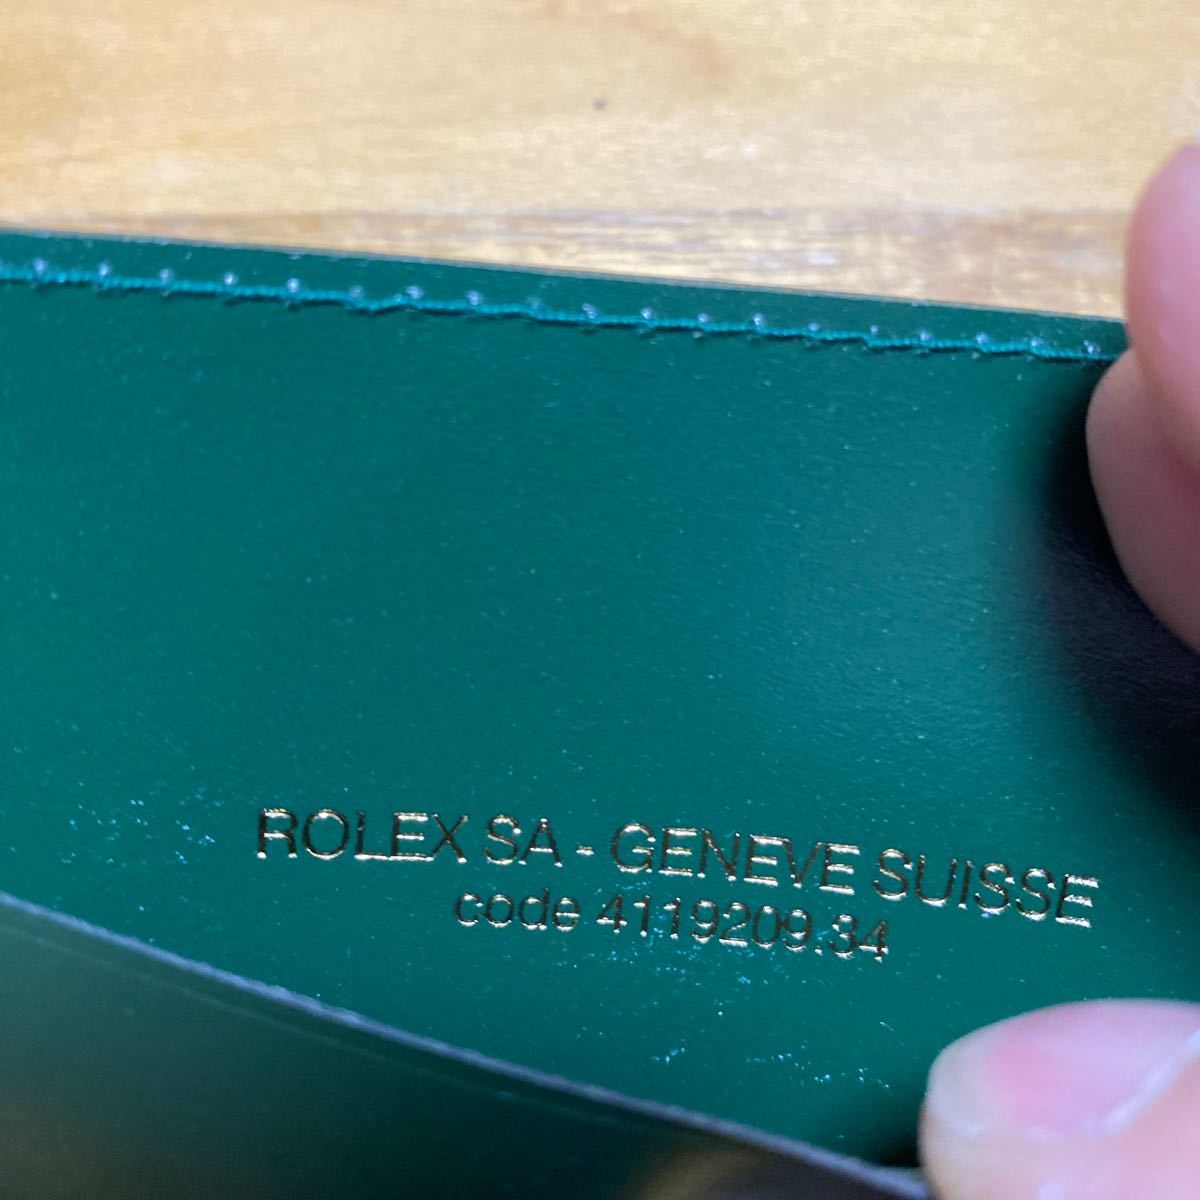 ROLEX SA - GENEVE SUISSE
code 4119209.34